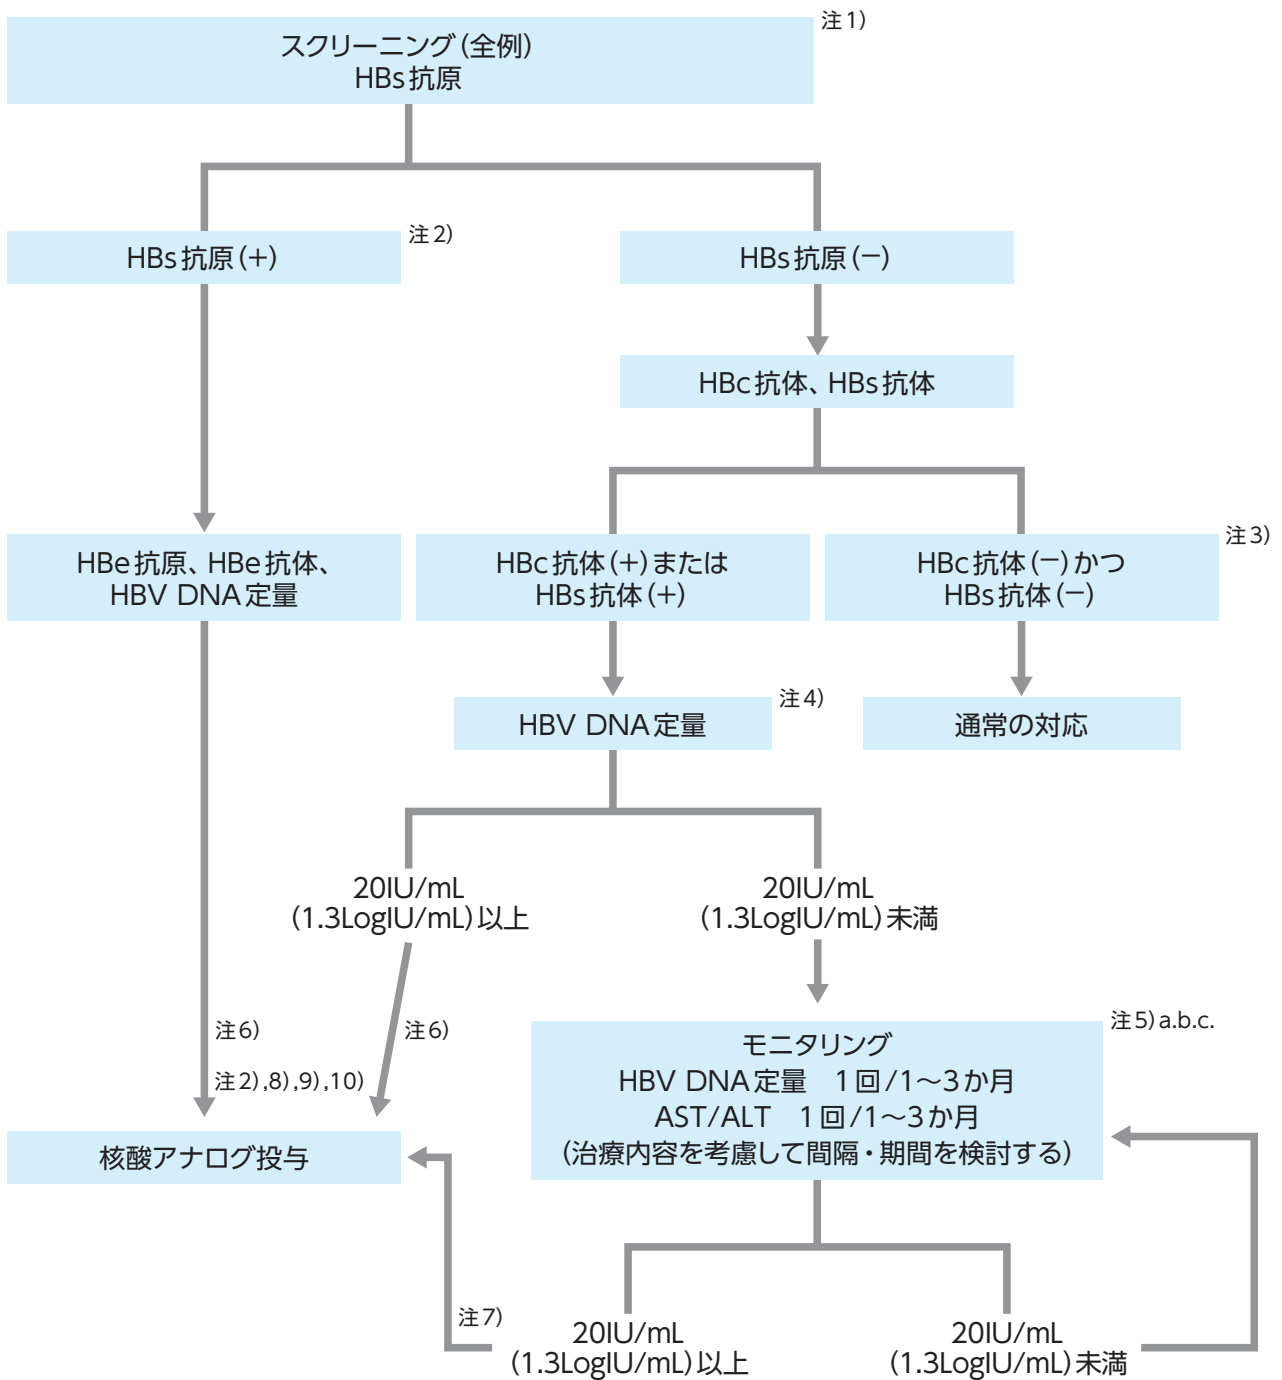 スクリーニング（全例）
HBs抗原
注1）
HBs抗原（＋）
注2）
HBs抗原（－）
HBc抗体、HBs抗体
HBe抗原、HBe抗体、
HBV DNA定量
HBc抗体（＋）または
HBs抗体（＋）
HBc抗体（－）かつ
HBs抗体（－）
注3）
HBV DNA定量
注4）
通常の対応
20IU/mL
（1.3LogIU/mL）以上
20IU/mL
（1.3LogIU/mL）未満
注6）
注2）,8）,9）,10）
注6）
モニタリング
HBV DNA定量　1回/1～3か月
AST/ALT　1回/1～3か月
（治療内容を考慮して間隔・期間を検討する）
注5）a.b.c.
核酸アナログ投与
注7）
20IU/mL
（1.3LogIU/mL）以上
20IU/mL
（1.3LogIU/mL）未満